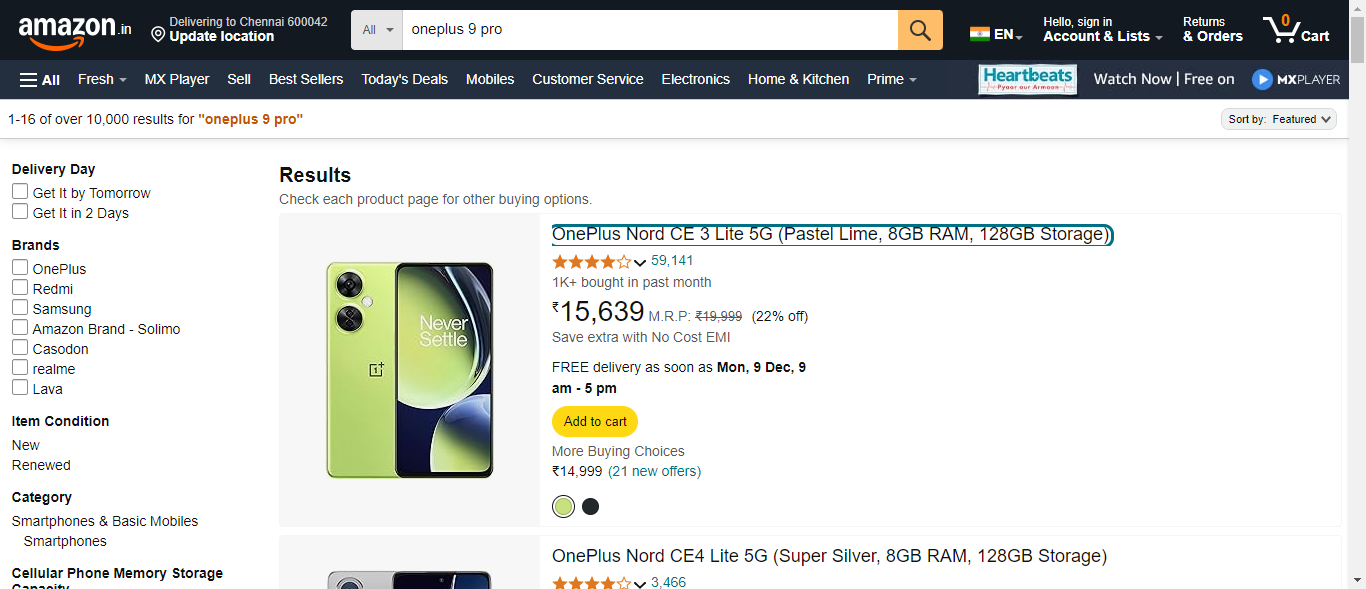 amazon.in
Delivering to Chennai 600042
Update location
All
oneplus 9 pro
EN
Hello, sign in
Account & Lists
Returns
& Orders
0
Cart
All
Fresh
MX Player
Sell
Best Sellers
Today's Deals
Mobiles
Customer Service
Electronics
Home & Kitchen
Prime
Heartbeats
Pyaar aur Armaan
Watch Now | Free on
MXPLAYER
1-16 of over 10,000 results for "oneplus 9 pro"
Sort by: Featured
Delivery Day
Get It by Tomorrow
Get It in 2 Days
Brands
OnePlus
Redmi
Samsung
Amazon Brand - Solimo
Casodon
realme
Lava
Item Condition
New
Renewed
Category
Smartphones & Basic Mobiles
Smartphones
Cellular Phone Memory Storage
Capacity
Results
Check each product page for other buying options.
Never
Settle
OnePlus Nord CE 3 Lite 5G (Pastel Lime, 8GB RAM, 128GB Storage)
59,141
1K+ bought in past month
₹15,639 M.R.P: ₹19,999 (22% off)
Save extra with No Cost EMI
FREE delivery as soon as Mon, 9 Dec, 9
am - 5 pm
Add to cart
More Buying Choices
₹14,999 (21 new offers)
OnePlus Nord CE4 Lite 5G (Super Silver, 8GB RAM, 128GB Storage)
3,466